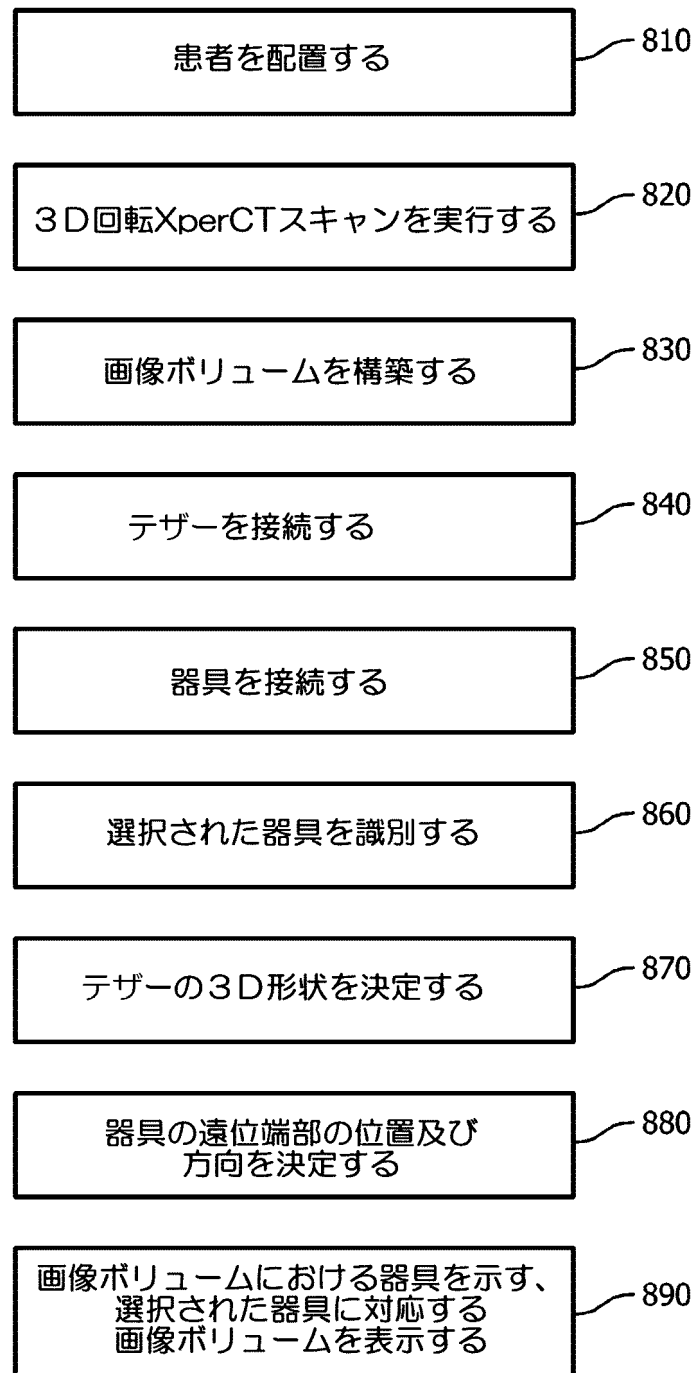 患者を配置する
810
3D回転XperCTスキャンを実行する
820
画像ボリュームを構築する
830
テザーを接続する
840
器具を接続する
850
選択された器具を識別する
860
テザーの3D形状を決定する
870
器具の遠位端部の位置及び
方向を決定する
880
画像ボリュームにおける器具を示す、
選択された器具に対応する
画像ボリュームを表示する
890